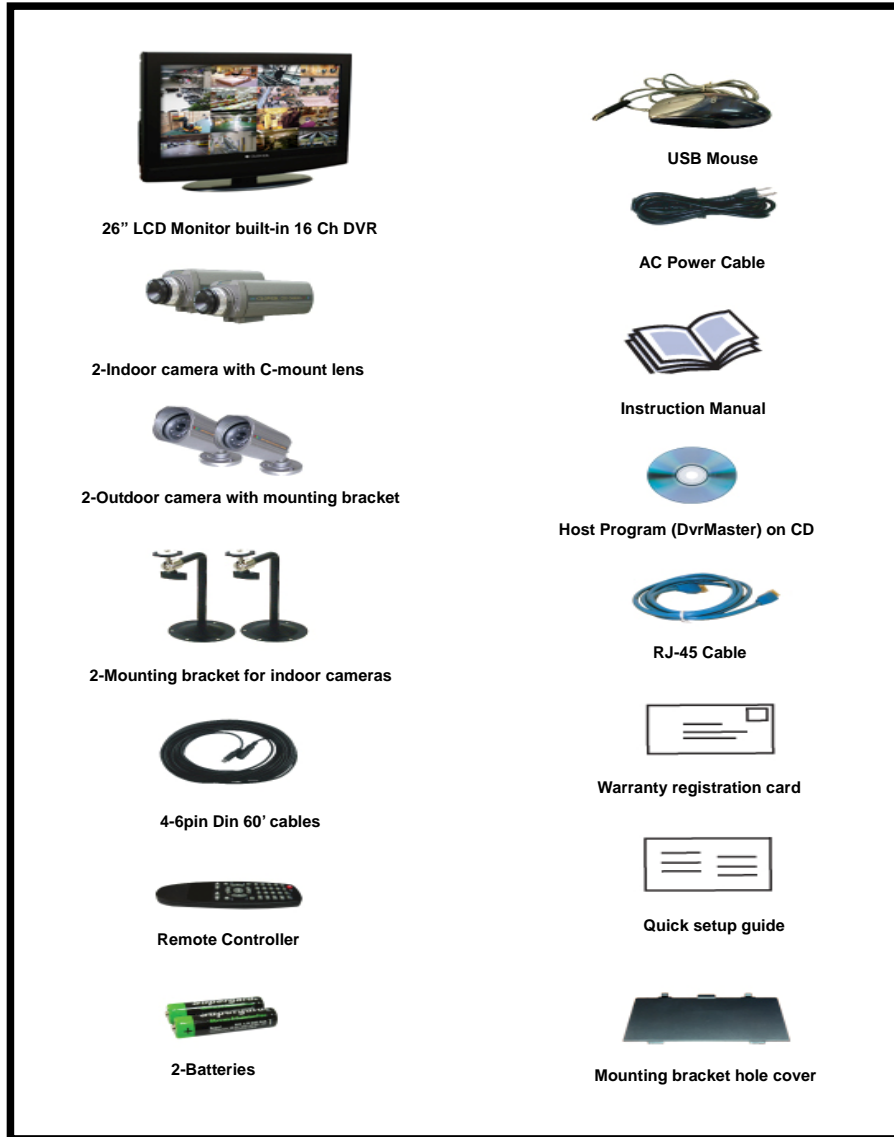 26” LCD Monitor built-in 16 Ch DVR
2-Indoor camera with C-mount lens
2-Outdoor camera with mounting bracket
2-Mounting bracket for indoor cameras
4-6pin Din 60’ cables
Remote Controller
2-Batteries
USB Mouse
AC Power Cable
Instruction Manual
Host Program (DvrMaster) on CD
RJ-45 Cable
Warranty registration card
Quick setup guide
Mounting bracket hole cover